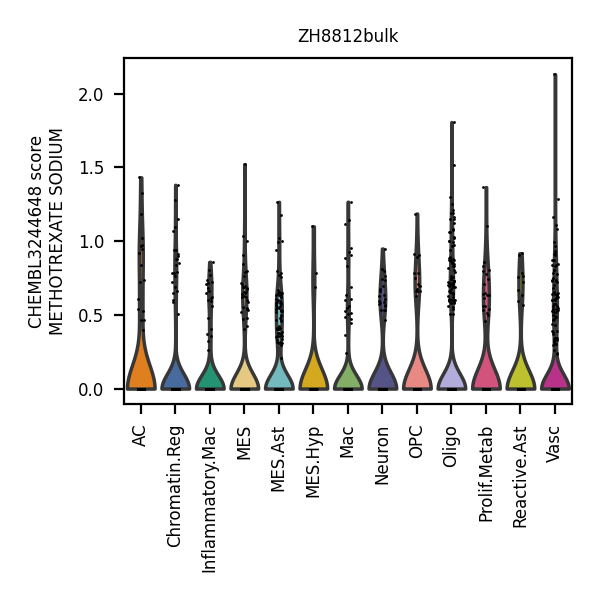 ZH8812bulk
CHEMBL3244648 score
METHOTREXATE SODIUM
2.0
1.5
1.0
0.5
0.0
AC
Chromatin.Reg
Inflammatory.Mac
MES
MES.Ast
MES.Hyp
Mac
Neuron
OPC
Oligo
Prolif.Metab
Reactive.Ast
Vasc